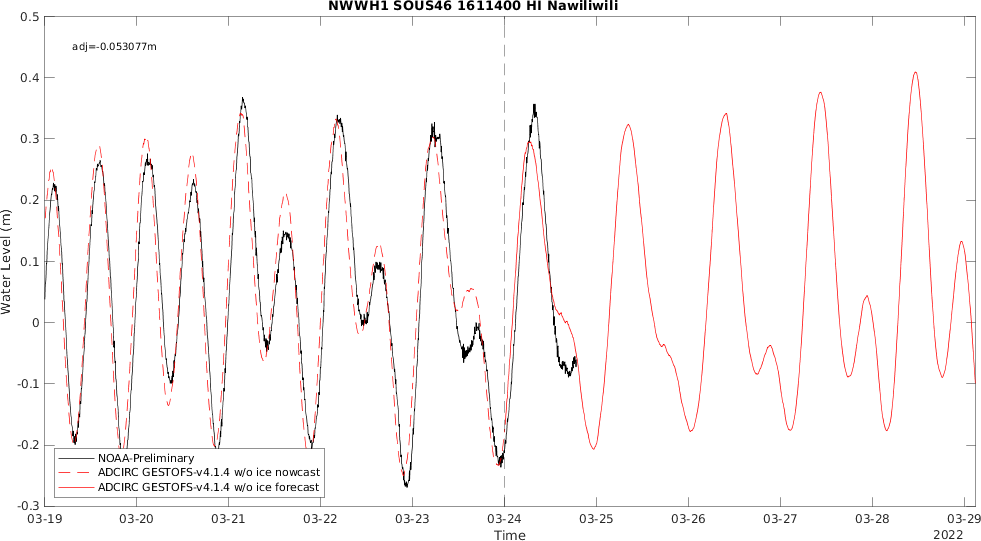 NWWH1 SOUS46 1611400 HI Nawiliwili
adj=-0.053077m
0.5
0.4
0.3
0.2
0.1
0
-0.1
-0.2
-0.3
Water Level (m)
NOAA-Preliminary
ADCIRC GESTOFS-v4.1.4 w/o ice nowcast
ADCIRC GESTOFS-v4.1.4 w/o ice forecast
03-19 03-20 03-21 03-22 03-23 03-24 03-25 03-26 03-27 03-28 03-29
Time
2022